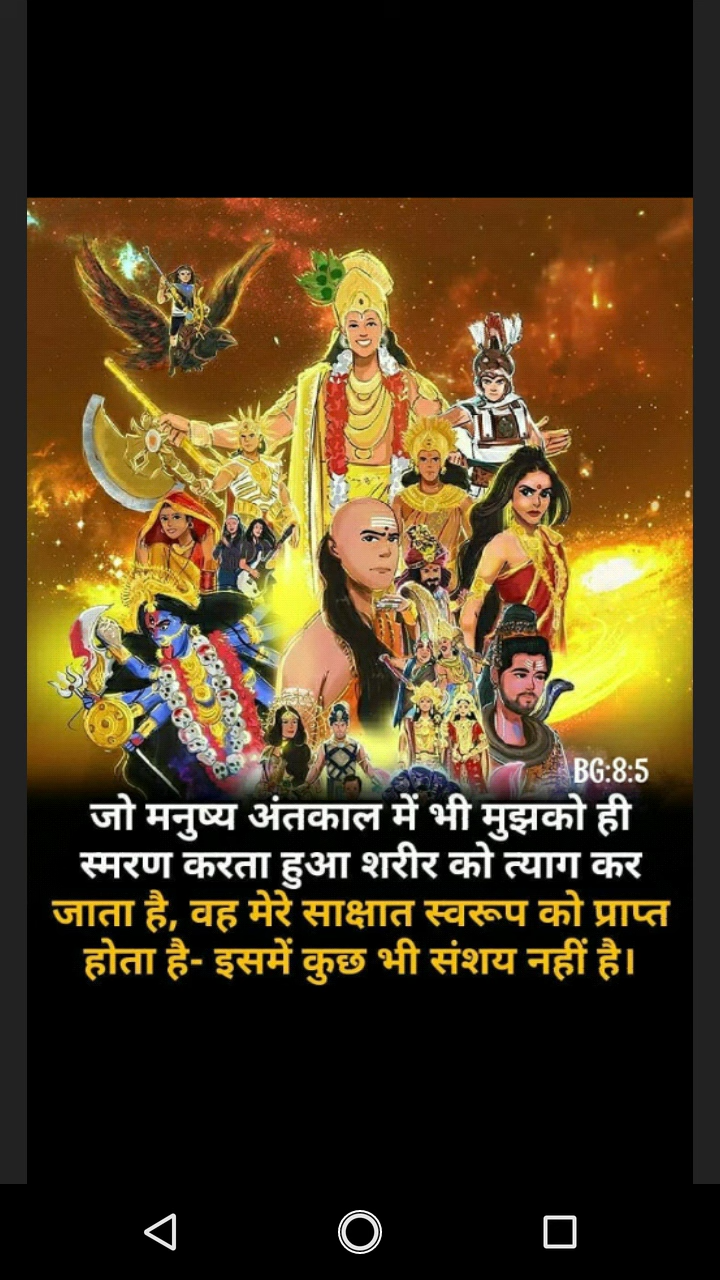 BG:8:5
जो मनुष्य अंतकाल में भी मुझको ही
स्मरण करता हुआ शरीर को त्याग कर
जाता है, वह मेरे साक्षात स्वरूप को प्राप्त
होता है- इसमें कुछ भी संशय नहीं है।